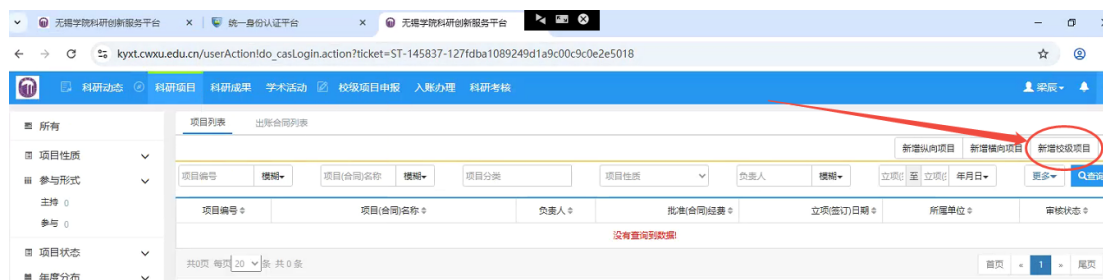 无锡学院科研创新服务平台 统一身份认证平台 无锡学院科研创新服务平台
kyxt.cwxu.edu.cn/userAction!do_casLogin.action?ticket=ST-145837-127fdba1089249d1a9c00c9c0e2e5018
科研动态 科研项目 科研成果 学术活动 校级项目申报 入账办理 科研考核 梁辰
所有 项目列表 出账合同列表
新增纵向项目 新增横向项目 新增校级项目
项目性质
项目编号 模糊 项目(合同)名称 模糊 项目分类 项目性质 负责人 模糊 立项 至 立项 年月日 更多 查询
参与形式
主持 0
参与 0
项目编号 项目(合同)名称 负责人 批准(合同)经费 立项(签订)日期 所属单位 审核状态
没有查询到数据!
项目状态
共0页 每页 20 条 共 0 条 首页 « 1 » 尾页
年度分布